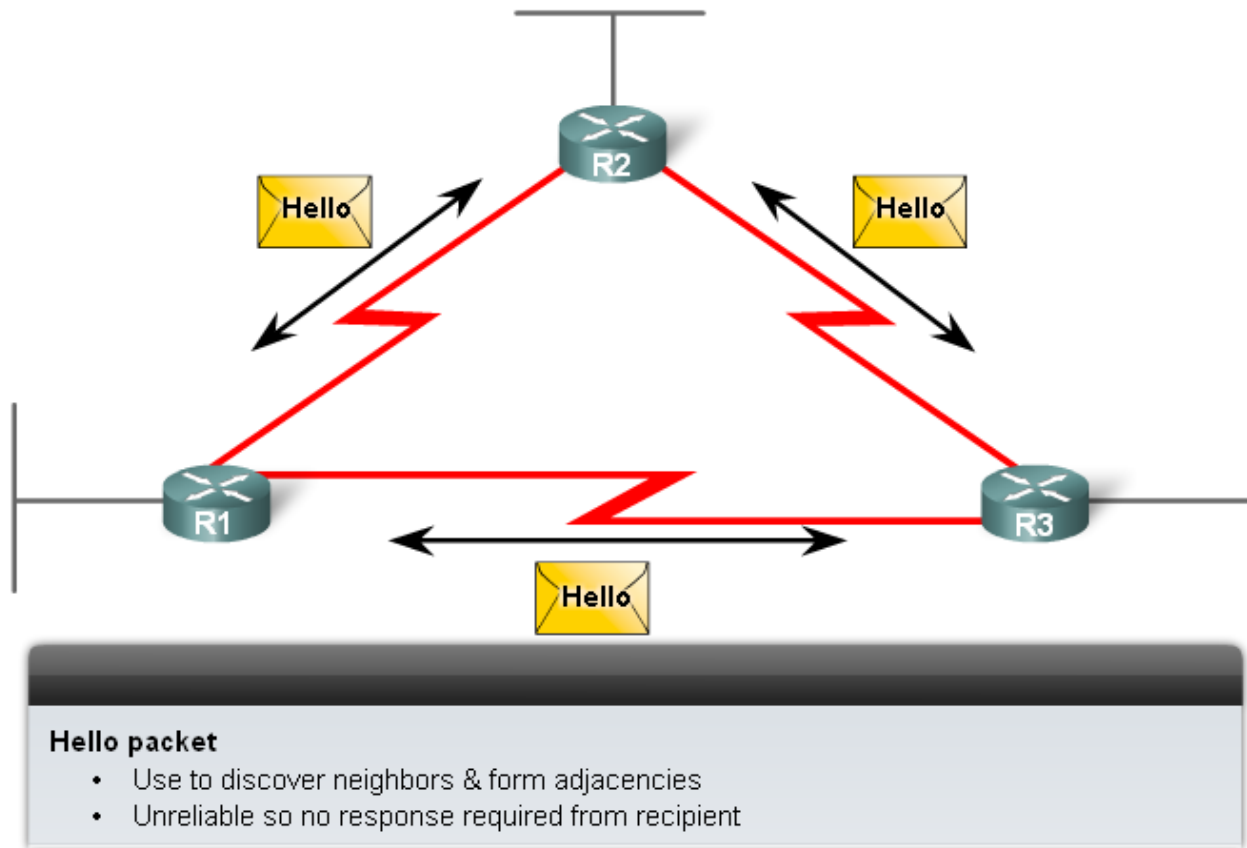 R2
Hello
Hello
R1
R3
Hello
Hello packet
• Use to discover neighbors & form adjacencies
• Unreliable so no response required from recipient